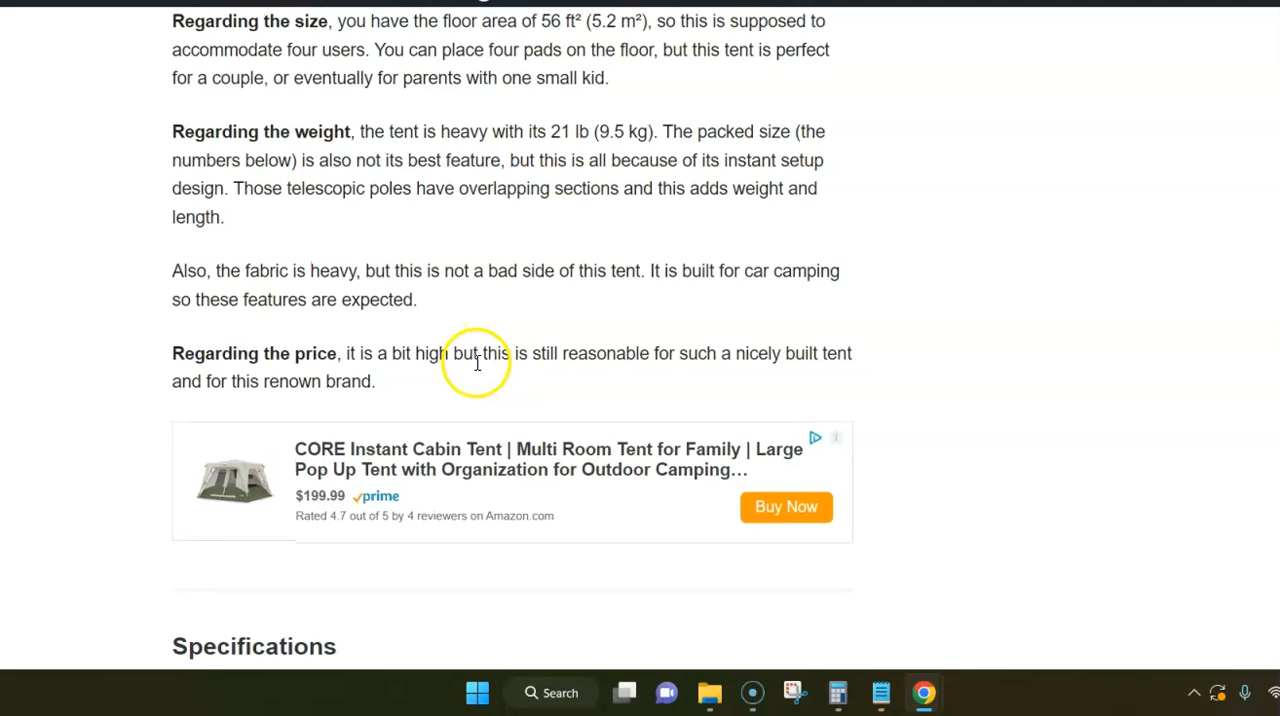 Regarding the size, you have the floor area of 56 ft² (5.2 m²), so this is supposed to
accommodate four users. You can place four pads on the floor, but this tent is perfect
for a couple, or eventually for parents with one small kid.
Regarding the weight, the tent is heavy with its 21 lb (9.5 kg). The packed size (the
numbers below) is also not its best feature, but this is all because of its instant setup
design. Those telescopic poles have overlapping sections and this adds weight and
length.
Also, the fabric is heavy, but this is not a bad side of this tent. It is built for car camping
so these features are expected.
Regarding the price, it is a bit high but this is still reasonable for such a nicely built tent
and for this renown brand.
CORE Instant Cabin Tent | Multi Room Tent for Family | Large
Pop Up Tent with Organization for Outdoor Camping...
$199.99 prime
Rated 4.7 out of 5 by 4 reviewers on Amazon.com
Buy Now
Specifications
Search